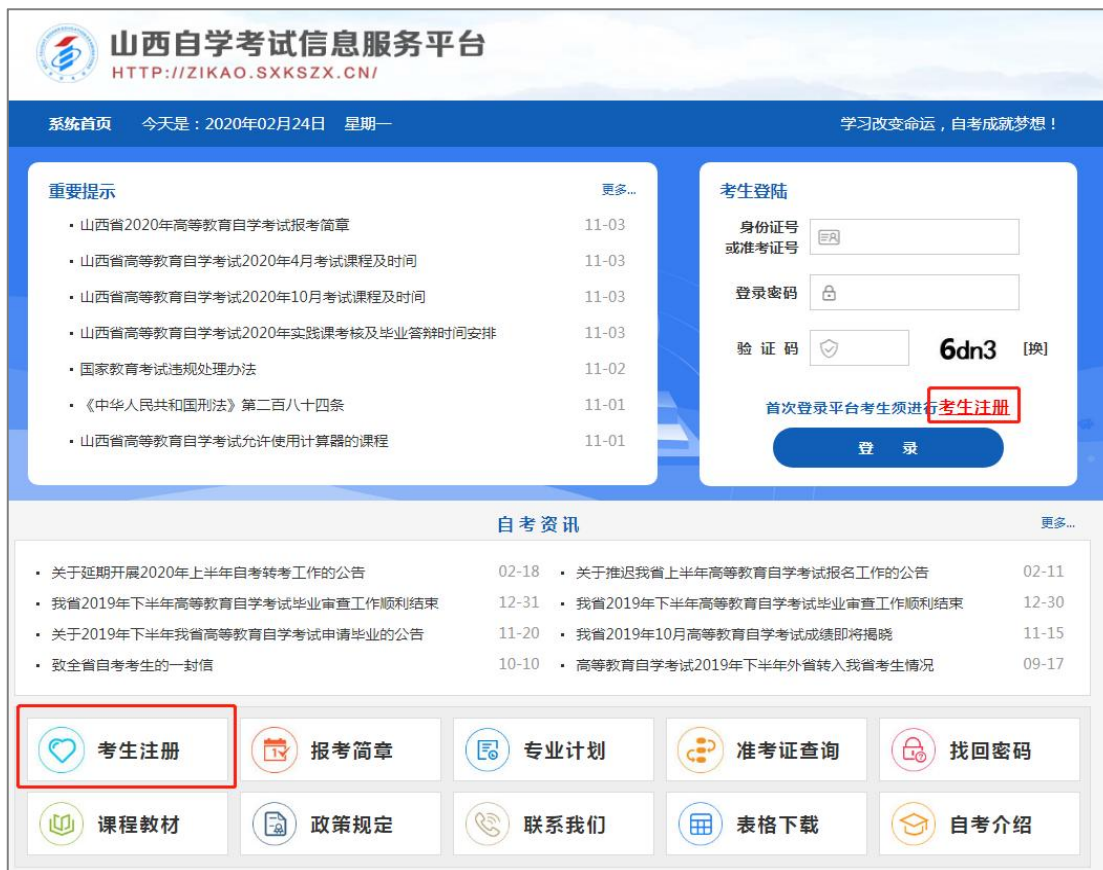 山西自学考试信息服务平台
HTTP://ZIKAO.SXKSZX.CN/
系统首页 今天是：2020年02月24日 星期一 学习改变命运，自考成就梦想！
重要提示 更多...
▪ 山西省2020年高等教育自学考试报考简章 11-03
▪ 山西省高等教育自学考试2020年4月考试课程及时间 11-03
▪ 山西省高等教育自学考试2020年10月考试课程及时间 11-03
▪ 山西省高等教育自学考试2020年实践课考核及毕业答辩时间安排 11-03
▪ 国家教育考试违规处理办法 11-02
▪ 《中华人民共和国刑法》第二百八十四条 11-01
▪ 山西省高等教育自学考试允许使用计算器的课程 11-01
考生登陆
身份证号
或准考证号
登录密码
验 证 码 6dn3 [换]
首次登录平台考生须进行考生注册
登 录
自 考 资 讯 更多...
▪ 关于延期开展2020年上半年自考转考工作的公告 02-18 ▪ 关于推迟我省上半年高等教育自学考试报名工作的公告 02-11
▪ 我省2019年下半年高等教育自学考试毕业审查工作顺利结束 12-31 ▪ 我省2019年下半年高等教育自学考试毕业审查工作顺利结束 12-30
▪ 关于2019年下半年我省高等教育自学考试申请毕业的公告 11-20 ▪ 我省2019年10月高等教育自学考试成绩即将揭晓 11-15
▪ 致全省自考考生的一封信 10-10 ▪ 高等教育自学考试2019年下半年外省转入我省考生情况 09-17
考生注册 报考简章 专业计划 准考证查询 找回密码
课程教材 政策规定 联系我们 表格下载 自考介绍